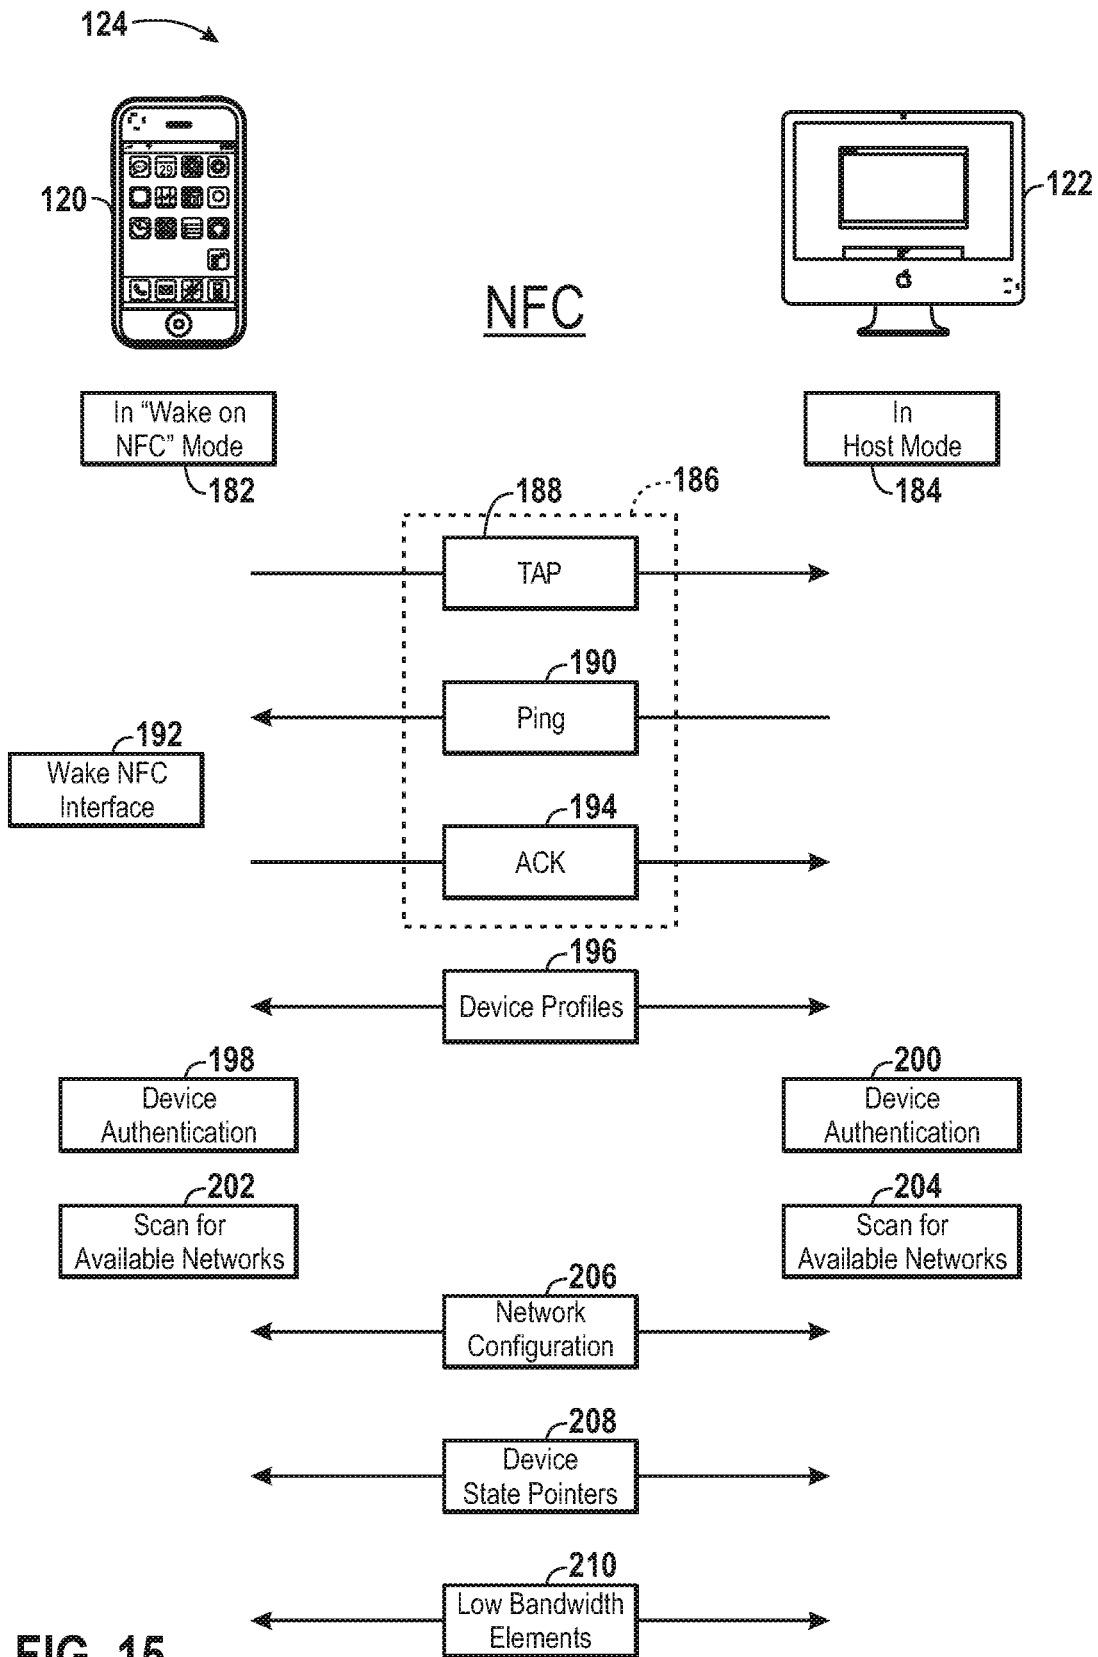 124
120
29
122
NFC
In “Wake on
NFC” Mode
182
In
Host Mode
184
186
188
TAP
190
Ping
192
Wake NFC
Interface
194
ACK
196
Device Profiles
198
Device
Authentication
200
Device
Authentication
202
Scan for
Available Networks
204
Scan for
Available Networks
206
Network
Configuration
208
Device
State Pointers
210
Low Bandwidth
Elements
FIG. 15